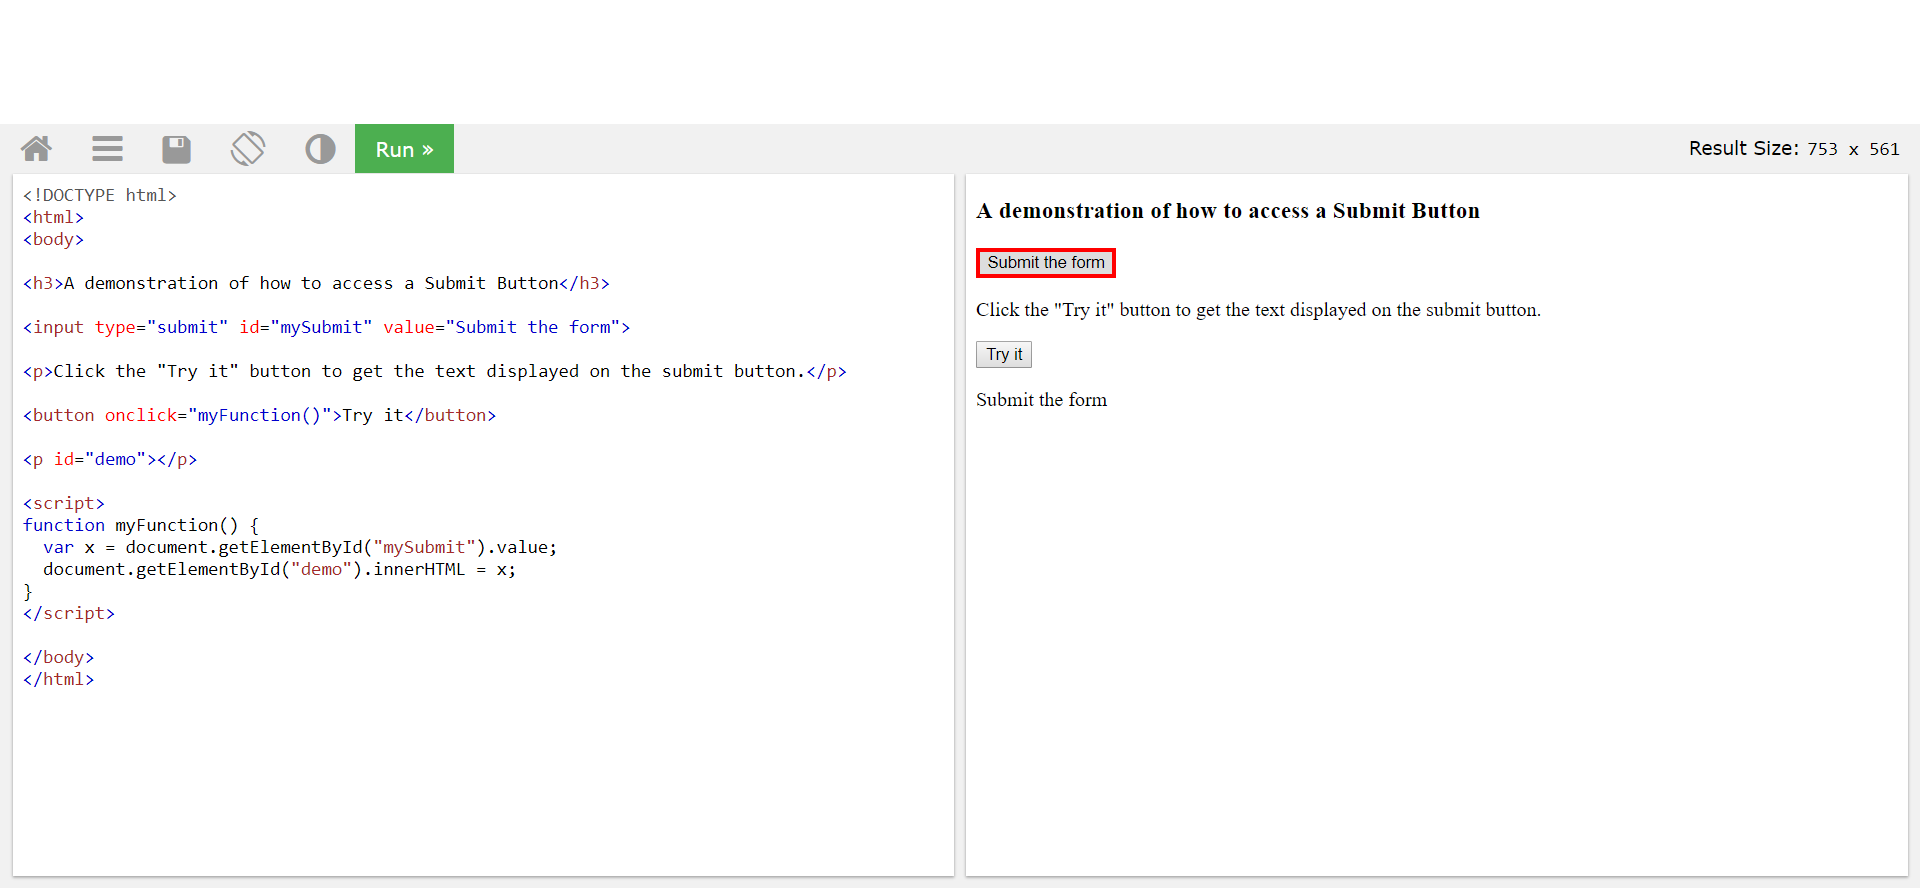 Run »
Result Size: 753 x 561
<!DOCTYPE html>
<html>
<body>
<h3>A demonstration of how to access a Submit Button</h3>
<input type="submit" id="mySubmit" value="Submit the form">
<p>Click the "Try it" button to get the text displayed on the submit button.</p>
<button onclick="myFunction()">Try it</button>
<p id="demo"></p>
<script>
function myFunction() {
  var x = document.getElementById("mySubmit").value;
  document.getElementById("demo").innerHTML = x;
}
</script>
</body>
</html>
A demonstration of how to access a Submit Button
Submit the form
Click the "Try it" button to get the text displayed on the submit button.
Try it
Submit the form